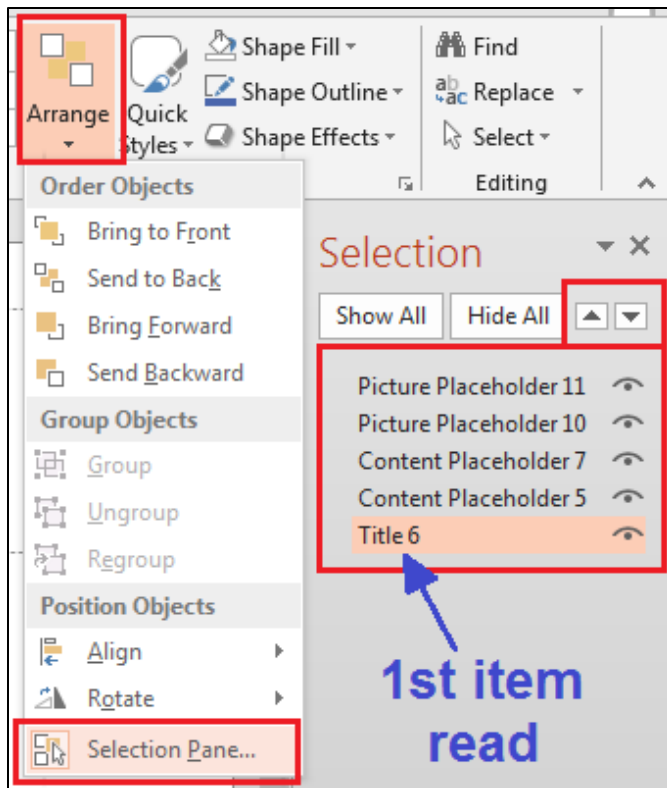 Arrange
Quick
Styles
Shape Fill
Shape Outline
Shape Effects
Find
Replace
Select
Editing
Order Objects
Bring to Front
Send to Back
Bring Forward
Send Backward
Group Objects
Group
Ungroup
Regroup
Position Objects
Align
Rotate
Selection Pane...
Selection
Show All Hide All
Picture Placeholder 11
Picture Placeholder 10
Content Placeholder 7
Content Placeholder 5
Title 6
1st item
read